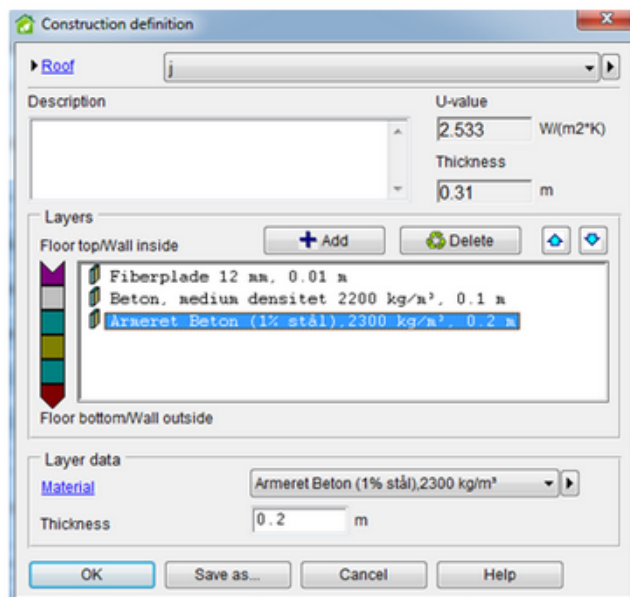 Construction definition
Roof
j
Description
U-value
2.533 W/(m2*K)
Thickness
0.31 m
Layers
Floor top/Wall inside
Add
Delete
Fiberplade 12 mm, 0.01 m
Beton, medium densitet 2200 kg/m³, 0.1 m
Armeret Beton (1% stål),2300 kg/m³, 0.2 m
Floor bottom/Wall outside
Layer data
Material
Armeret Beton (1% stål),2300 kg/m³
Thickness
0.2 m
OK
Save as...
Cancel
Help